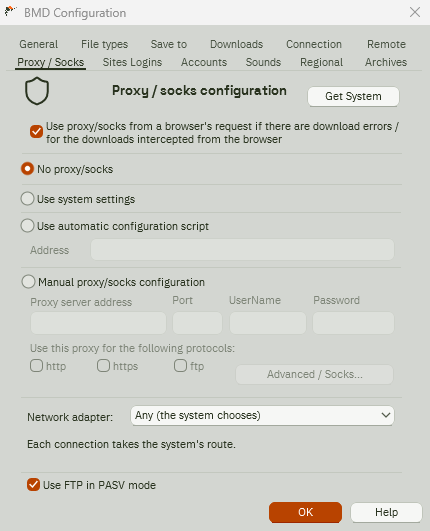 BMD Configuration
General File types Save to Downloads Connection Remote
Proxy / Socks Sites Logins Accounts Sounds Regional Archives
Proxy / socks configuration
Get System
Use proxy/socks from a browser's request if there are download errors /
for the downloads intercepted from the browser
No proxy/socks
Use system settings
Use automatic configuration script
Address
Manual proxy/socks configuration
Proxy server address Port UserName Password
Use this proxy for the following protocols:
http https ftp
Advanced / Socks...
Network adapter: Any (the system chooses)
Each connection takes the system's route.
Use FTP in PASV mode
OK Help